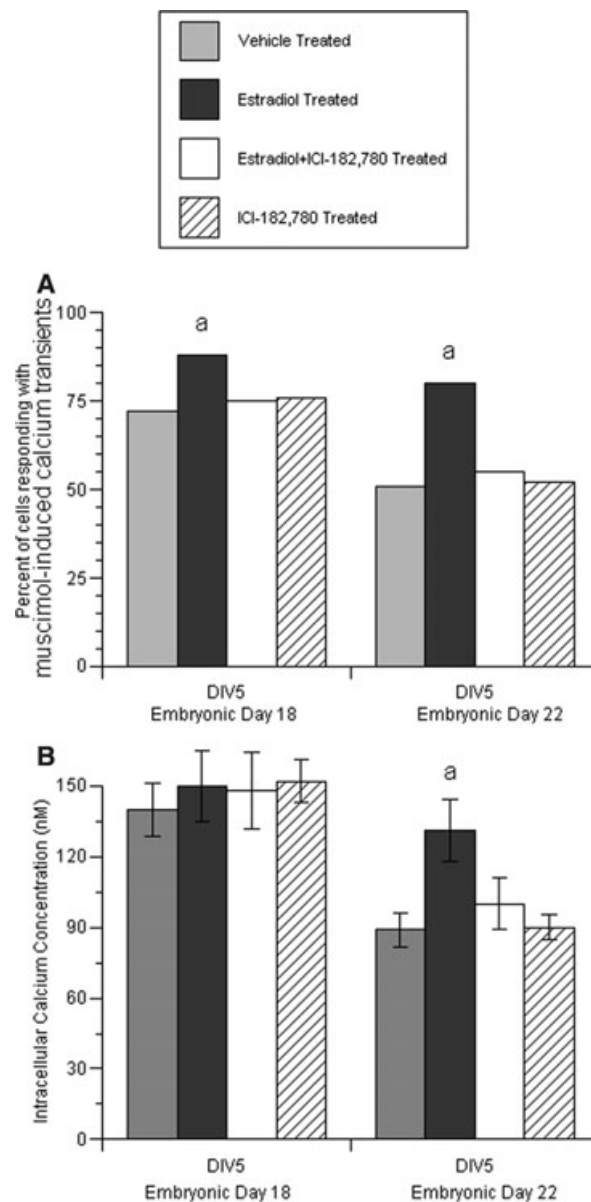 Vehicle Treated
Estradiol Treated
Estradiol+ICI-182,780 Treated
ICI-182,780 Treated
A
Percent of cells responding with
muscimol-induced calcium transients
100
75
50
25
0
a
a
DIV5
Embryonic Day 18
DIV5
Embryonic Day 22
B
Intracellular Calcium Concentration (nM)
150
120
90
60
30
0
a
DIV5
Embryonic Day 18
DIV5
Embryonic Day 22